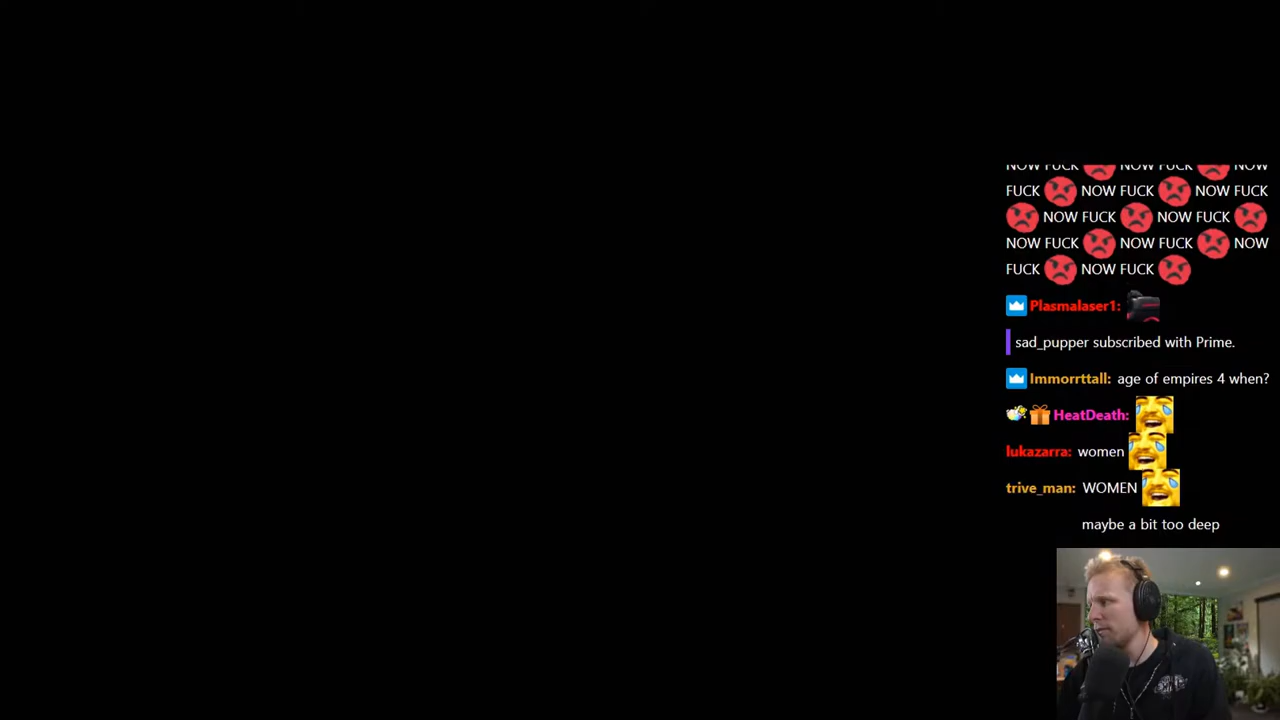 NOW FUCK NOW FUCK NOW
FUCK NOW FUCK NOW FUCK
NOW FUCK NOW FUCK
NOW FUCK NOW FUCK NOW
FUCK NOW FUCK
Plasmalaser1:
sad_pupper subscribed with Prime.
Immorrttall: age of empires 4 when?
HeatDeath:
lukazarra: women
trive_man: WOMEN
maybe a bit too deep